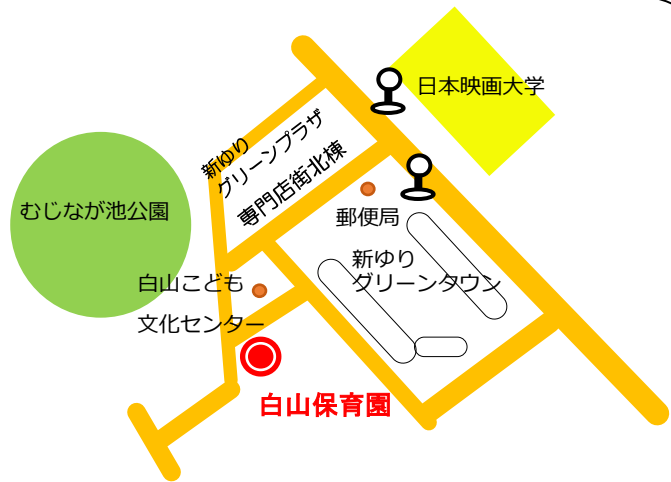 日本映画大学
新ゆり
グリーンプラザ
専門店街北棟
むじなが池公園
郵便局
新ゆり
グリーンタウン
白山こども
文化センター
白山保育園